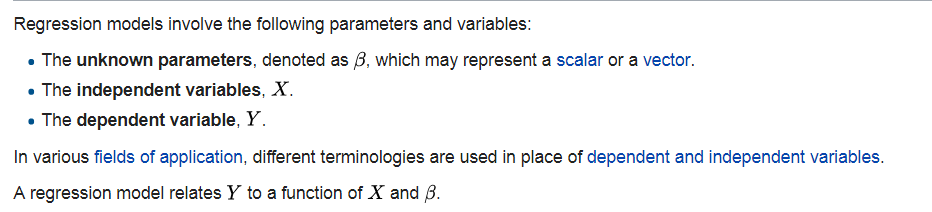 Regression models involve the following parameters and variables:
• The unknown parameters, denoted as β, which may represent a scalar or a vector.
• The independent variables, X.
• The dependent variable, Y.
In various fields of application, different terminologies are used in place of dependent and independent variables.
A regression model relates Y to a function of X and β.